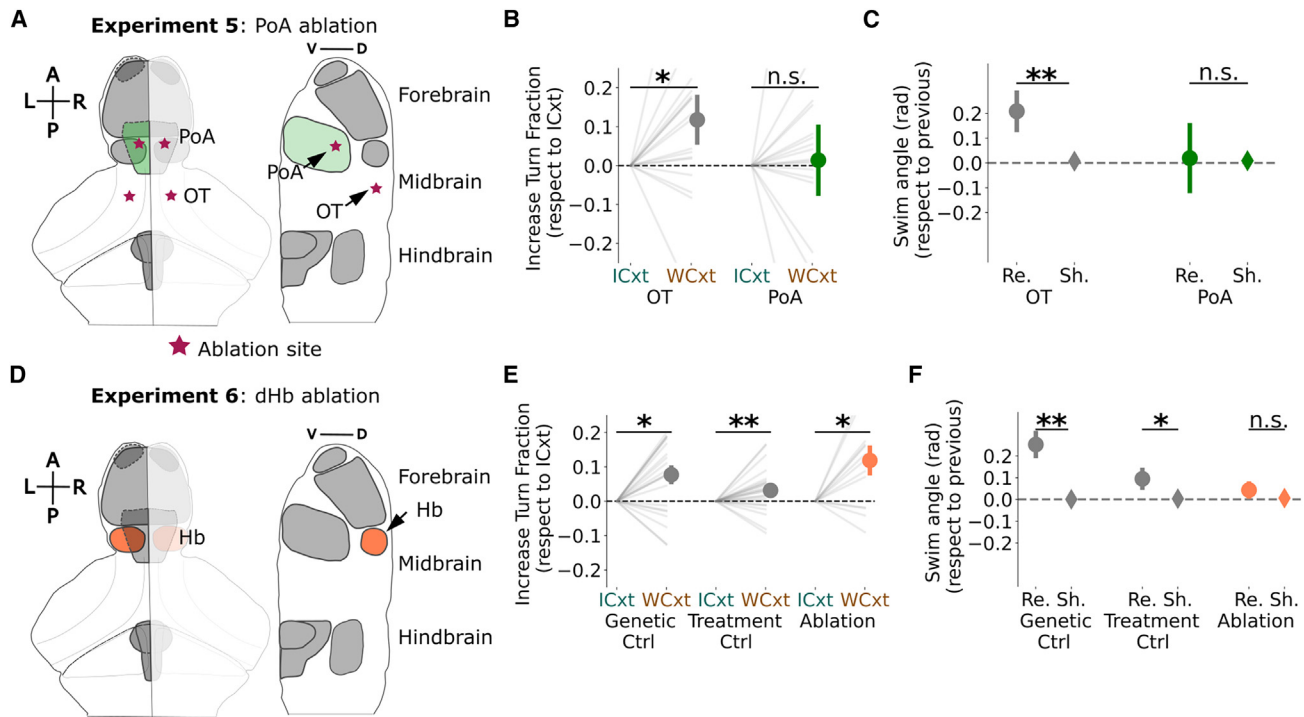 A
Experiment 5: PoA ablation
A
L R
P
PoA
OT
V D
Forebrain
PoA
Midbrain
OT
Hindbrain
Ablation site
B
Increase Turn Fraction
(respect to ICxt)
0.2
0.1
0.0
−0.1
−0.2
*
n.s.
ICxt WCxt ICxt WCxt
OT PoA
C
Swim angle (rad)
(respect to previous)
0.2
0.1
0.0
−0.1
−0.2
**
n.s.
Re. Sh. Re. Sh.
OT PoA
D
Experiment 6: dHb ablation
A
L R
P
Hb
V D
Forebrain
Hb
Midbrain
Hindbrain
E
Increase Turn Fraction
(respect to ICxt)
0.2
0.1
0.0
−0.1
−0.2
* ** *
ICxt WCxt ICxt WCxt ICxt WCxt
Genetic Treatment Ablation
Ctrl Ctrl
F
Swim angle (rad)
(respect to previous)
0.2
0.1
0.0
−0.1
−0.2
** * n.s.
Re. Sh. Re. Sh. Re. Sh.
Genetic Treatment Ablation
Ctrl Ctrl